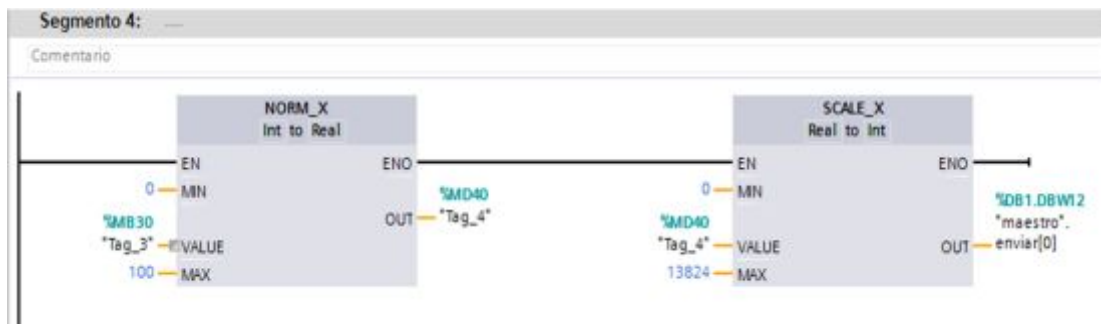 Segmento 4:
Comentario
NORM_X
Int to Real
EN
ENO
0
MIN
%MB30
"Tag_3"
VALUE
100
MAX
OUT
%MD40
"Tag_4"
SCALE_X
Real to Int
EN
ENO
0
MIN
%MD40
"Tag_4"
VALUE
13824
MAX
OUT
%DB1.DBW12
"maestro".
enviar[0]